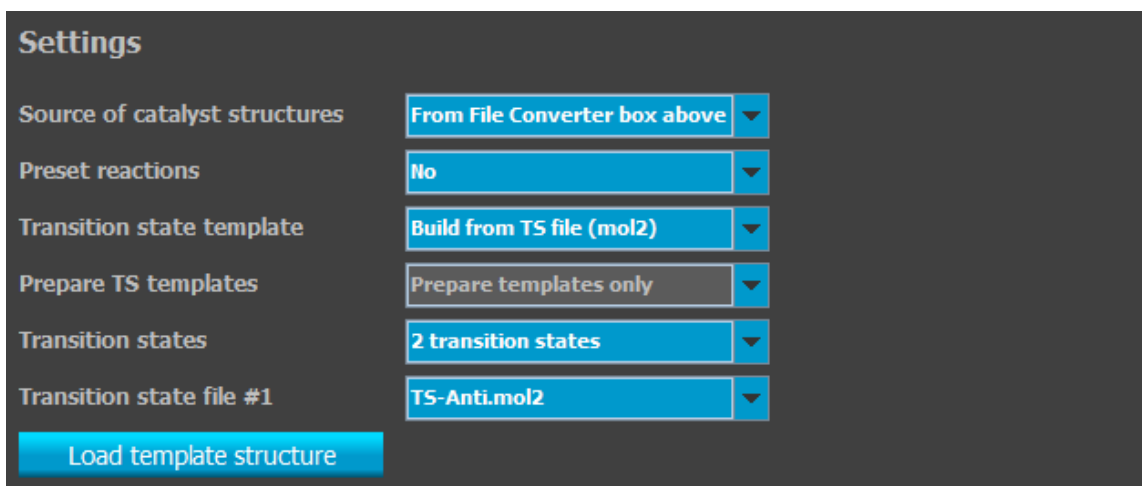 Settings
Source of catalyst structures From File Converter box above
Preset reactions No
Transition state template Build from TS file (mol2)
Prepare TS templates Prepare templates only
Transition states 2 transition states
Transition state file #1 TS-Anti.mol2
Load template structure